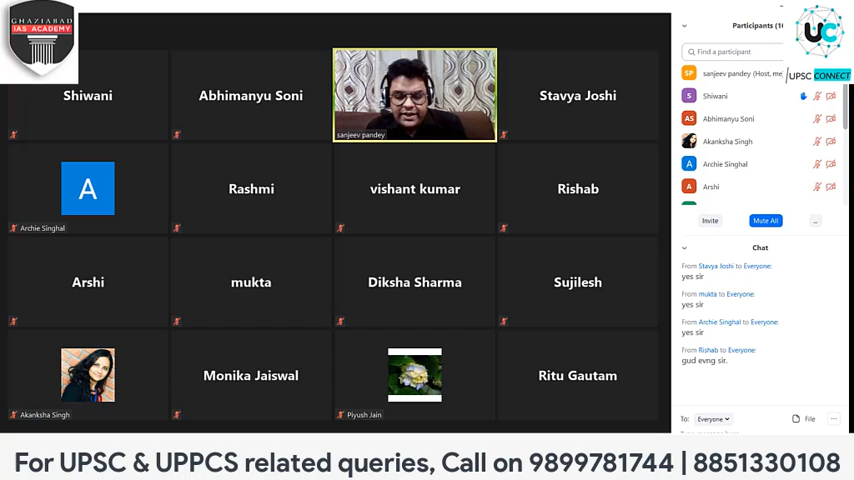 GHAZIABAD
IAS ACADEMY
Shiwani
Abhimanyu Soni
sanjeev pandey
Stavya Joshi
A
Archie Singhal
Rashmi
vishant kumar
Rishab
Arshi
mukta
Diksha Sharma
Sujilesh
Akanksha Singh
Monika Jaiswal
Piyush Jain
Ritu Gautam
Participants (1
UC
UPSC CONNECT
Find a participant
SP sanjeev pandey (Host, me
S Shiwani
AS Abhimanyu Soni
Akanksha Singh
A Archie Singhal
A Arshi
Invite
Mute All
...
Chat
From Stavya Joshi to Everyone:
yes sir
From mukta to Everyone:
yes sir
From Archie Singhal to Everyone:
yes sir
From Rishab to Everyone:
gud evng sir.
To: Everyone
File
...
For UPSC & UPPCS related queries, Call on 9899781744 | 8851330108